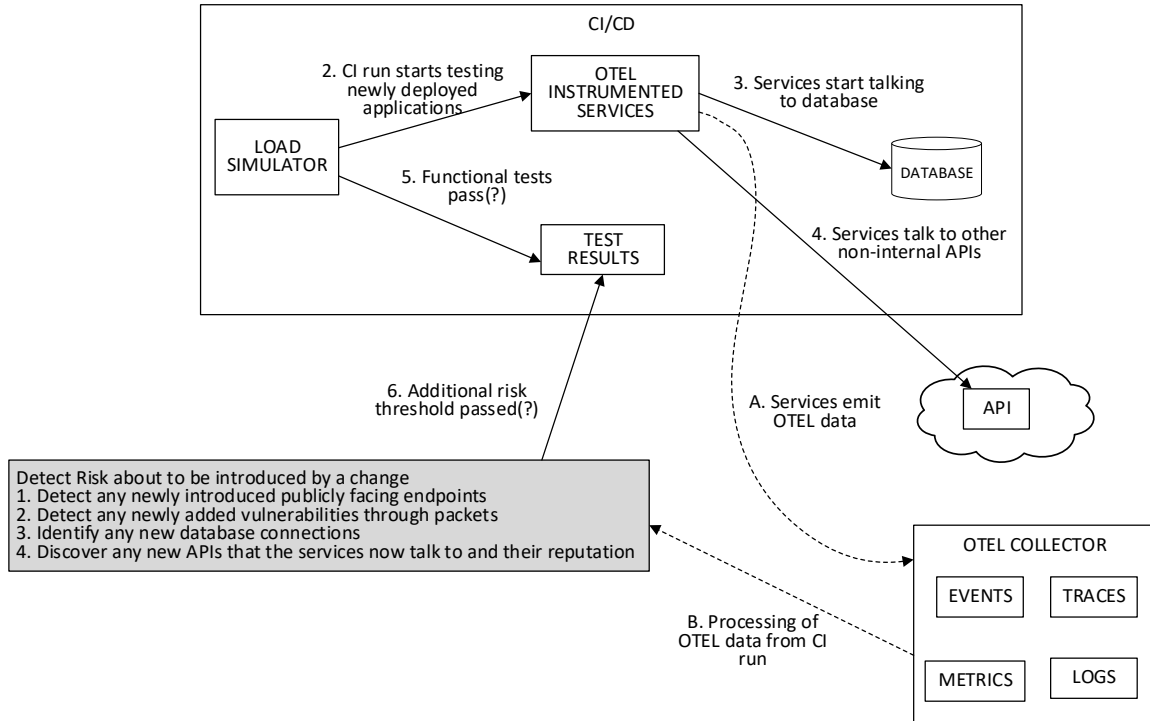 CI/CD
2. CI run starts testing
newly deployed
applications
OTEL
INSTRUMENTED
SERVICES
3. Services start talking
to database
LOAD
SIMULATOR
DATABASE
5. Functional tests
pass(?)
TEST
RESULTS
4. Services talk to other
non-internal APIs
6. Additional risk
threshold passed(?)
A. Services emit
OTEL data
API
Detect Risk about to be introduced by a change
1. Detect any newly introduced publicly facing endpoints
2. Detect any newly added vulnerabilities through packets
3. Identify any new database connections
4. Discover any new APIs that the services now talk to and their reputation
OTEL COLLECTOR
EVENTS
TRACES
B. Processing of
OTEL data from CI
run
METRICS
LOGS